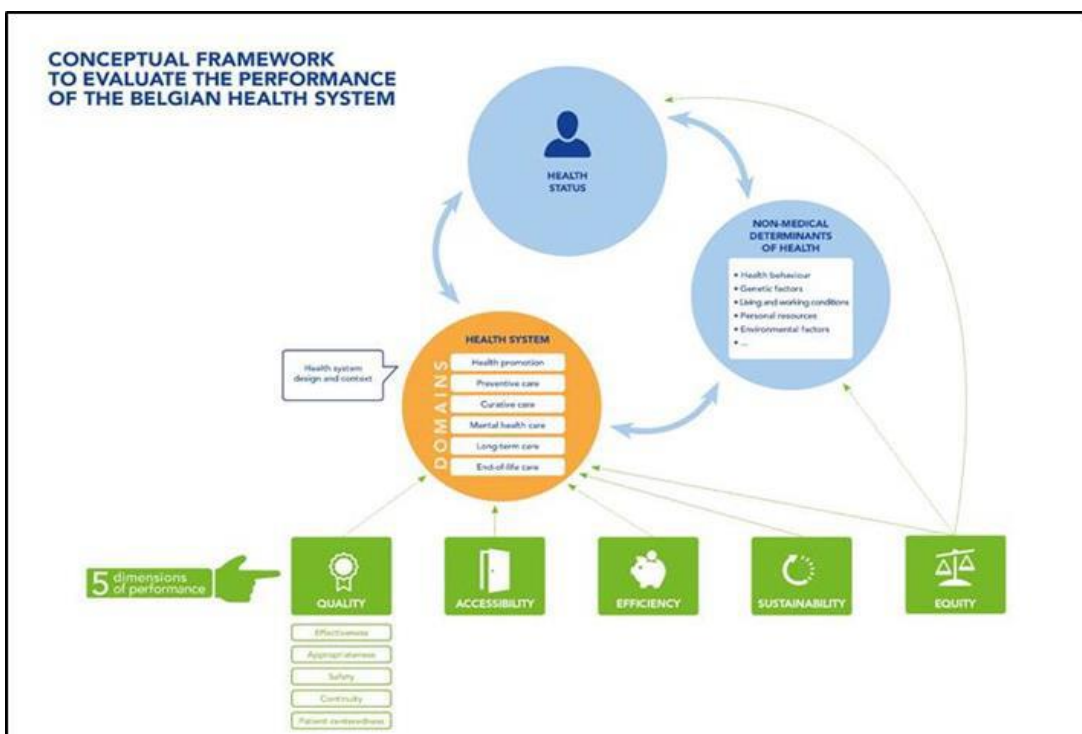 CONCEPTUAL FRAMEWORK
TO EVALUATE THE PERFORMANCE
OF THE BELGIAN HEALTH SYSTEM
HEALTH
STATUS
NON-MEDICAL
DETERMINANTS
OF HEALTH
• Health behaviour
• Genetic factors
• Living and working conditions
• Personal resources
• Environmental factors
• ...
HEALTH SYSTEM
DOMAINS
Health promotion
Preventive care
Curative care
Mental health care
Long-term care
End-of-life care
Health system
design and context
5 dimensions
of performance
QUALITY
ACCESSIBILITY
EFFICIENCY
SUSTAINABILITY
EQUITY
Effectiveness
Appropriateness
Safety
Continuity
Patient centeredness